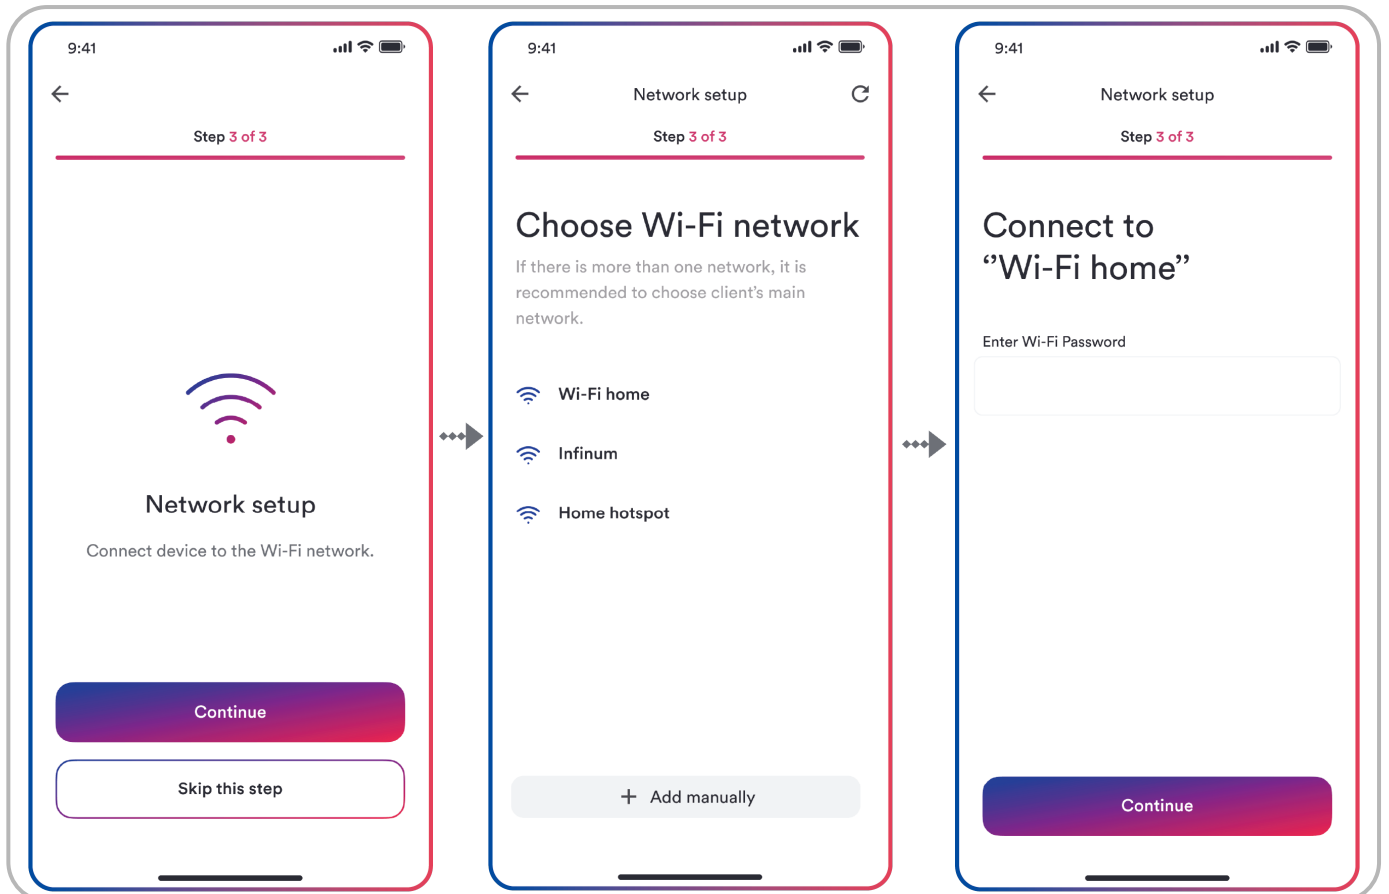 9:41
Step 3 of 3
Network setup
Connect device to the Wi-Fi network.
Continue
Skip this step
9:41
Network setup
Step 3 of 3
Choose Wi-Fi network
If there is more than one network, it is
recommended to choose client’s main
network.
Wi-Fi home
Infinum
Home hotspot
+ Add manually
9:41
Network setup
Step 3 of 3
Connect to
‘’Wi-Fi home’’
Enter Wi-Fi Password
Continue